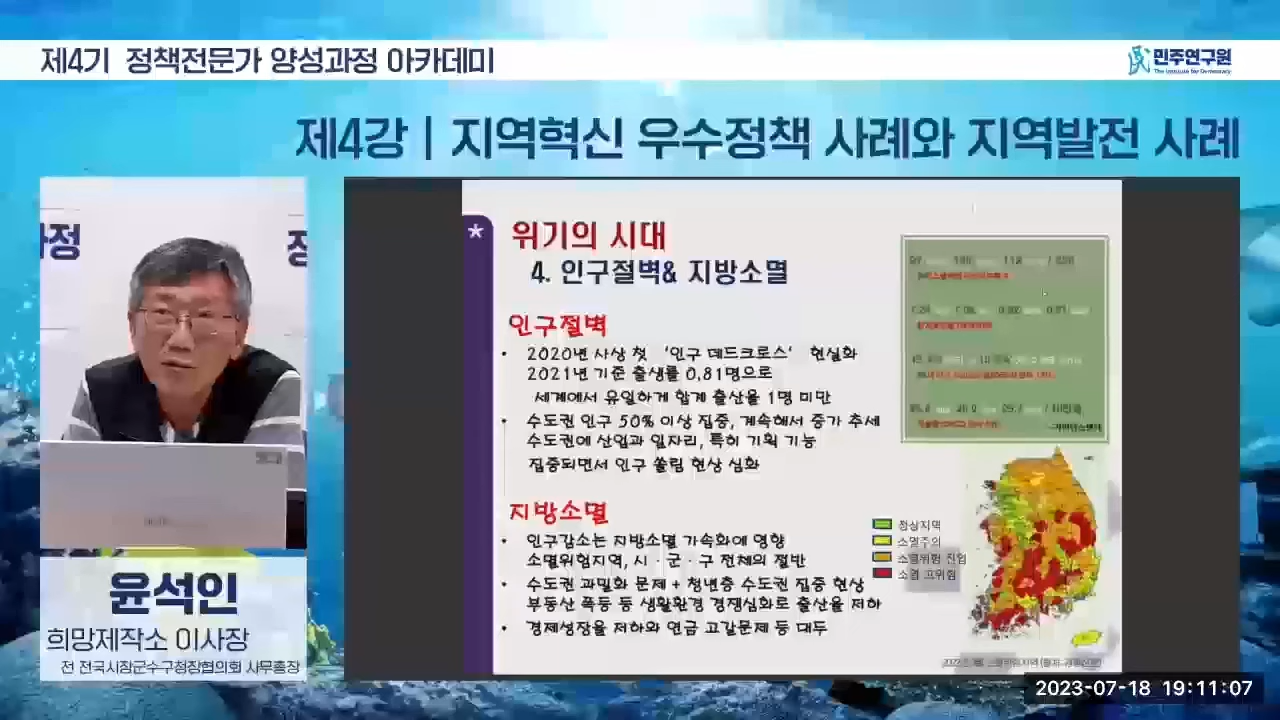 제4기 정책전문가 양성과정 아카데미
민주연구원
The Institute for Democracy
제4강 | 지역혁신 우수정책 사례와 지역발전 사례
위기의 시대
4. 인구절벽& 지방소멸
인구절벽
• 2020년 사상 첫 '인구 데드크로스' 현실화
2021년 기준 출생률 0.81명으로
세계에서 유일하게 합계 출산율 1명 미만
• 수도권 인구 50% 이상 집중, 계속해서 증가 추세
수도권에 산업과 일자리, 특히 기획 기능
집중되면서 인구 쏠림 현상 심화
지방소멸
• 인구감소는 지방소멸 가속화에 영향
소멸위험지역, 시·군·구 전체의 절반
• 수도권 과밀화 문제 + 청년층 수도권 집중 현상
부동산 폭등 등 생활환경 경쟁심화로 출산율 저하
• 경제성장율 저하와 연금 고갈문제 등 대두
정상지역
소멸주의
소멸위험 진입
소멸 고위험
윤석인
희망제작소 이사장
전 전국시장군수구청장협의회 사무총장
2023-07-18 19:11:07